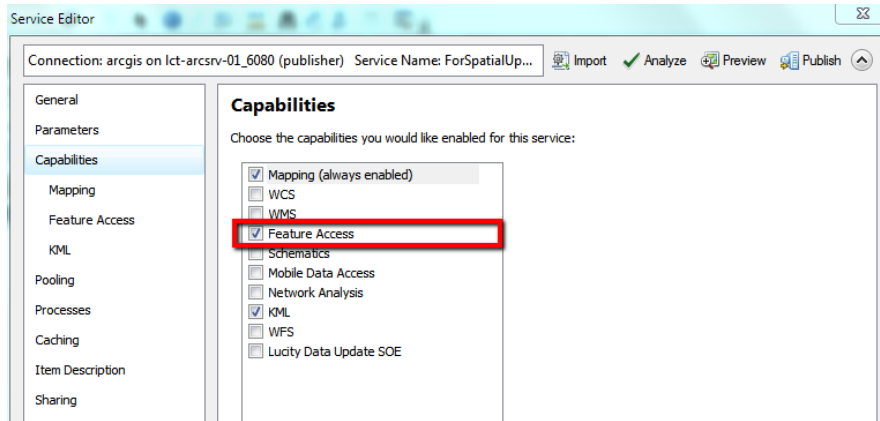 Service Editor
Connection: arcgis on lct-arcsrv-01_6080 (publisher) Service Name: ForSpatialUp... Import Analyze Preview Publish
General
Parameters
Capabilities
Mapping
Feature Access
KML
Pooling
Processes
Caching
Item Description
Sharing
Capabilities
Choose the capabilities you would like enabled for this service:
Mapping (always enabled)
WCS
WMS
Feature Access
Schematics
Mobile Data Access
Network Analysis
KML
WFS
Lucity Data Update SOE